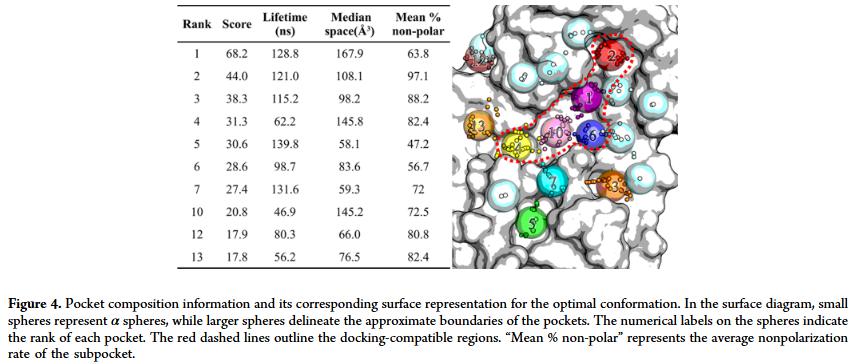 Rank Score Lifetime (ns) Median space(Å³) Mean % non-polar
1 68.2 128.8 167.9 63.8
2 44.0 121.0 108.1 97.1
3 38.3 115.2 98.2 88.2
4 31.3 62.2 145.8 82.4
5 30.6 139.8 58.1 47.2
6 28.6 98.7 83.6 56.7
7 27.4 131.6 59.3 72
10 20.8 46.9 145.2 72.5
12 17.9 80.3 66.0 80.8
13 17.8 56.2 76.5 82.4
2
1
13
10
6
4
7
3
5
Figure 4. Pocket composition information and its corresponding surface representation for the optimal conformation. In the surface diagram, small
spheres represent α spheres, while larger spheres delineate the approximate boundaries of the pockets. The numerical labels on the spheres indicate
the rank of each pocket. The red dashed lines outline the docking-compatible regions. “Mean % non-polar” represents the average nonpolarization
rate of the subpocket.